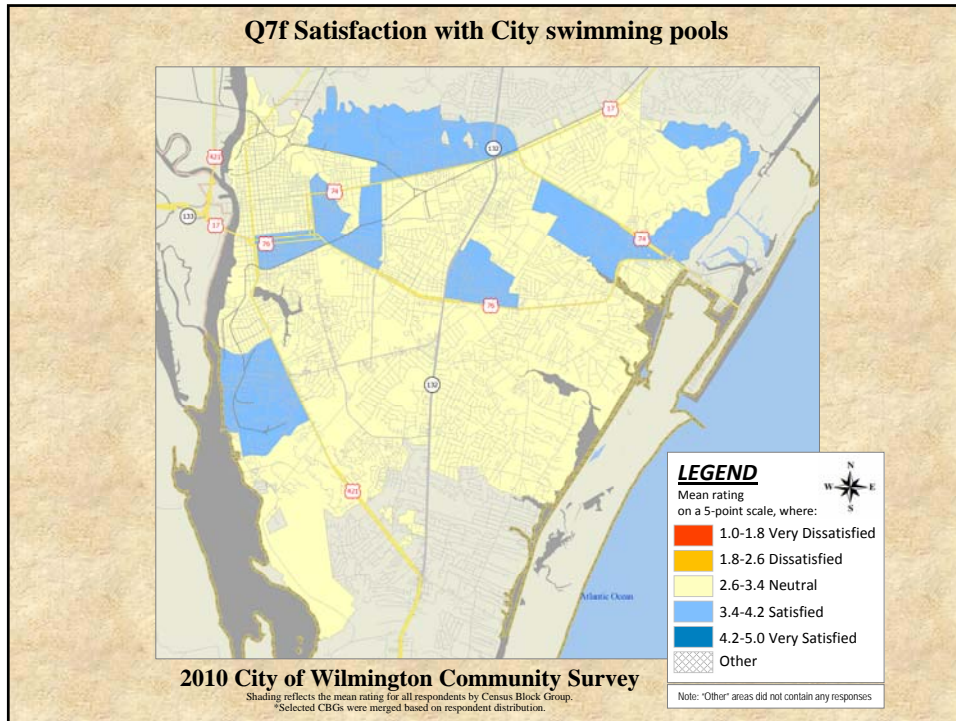 Q7f Satisfaction with City swimming pools
17
132
421
74
133
17
76
74
76
132
421
Atlantic Ocean
LEGEND
Mean rating
on a 5-point scale, where:
N
W E
S
1.0-1.8 Very Dissatisfied
1.8-2.6 Dissatisfied
2.6-3.4 Neutral
3.4-4.2 Satisfied
4.2-5.0 Very Satisfied
Other
Note: "Other" areas did not contain any responses
2010 City of Wilmington Community Survey
Shading reflects the mean rating for all respondents by Census Block Group.
*Selected CBGs were merged based on respondent distribution.